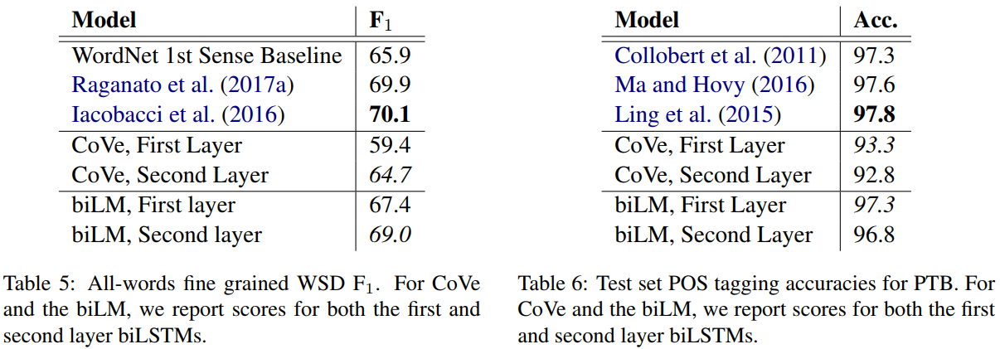 Model F1
WordNet 1st Sense Baseline 65.9
Raganato et al. (2017a) 69.9
Iacobacci et al. (2016) 70.1
CoVe, First Layer 59.4
CoVe, Second Layer 64.7
biLM, First layer 67.4
biLM, Second layer 69.0
Table 5: All-words fine grained WSD F1. For CoVe
and the biLM, we report scores for both the first and
second layer biLSTMs.
Model Acc.
Collobert et al. (2011) 97.3
Ma and Hovy (2016) 97.6
Ling et al. (2015) 97.8
CoVe, First Layer 93.3
CoVe, Second Layer 92.8
biLM, First Layer 97.3
biLM, Second Layer 96.8
Table 6: Test set POS tagging accuracies for PTB. For
CoVe and the biLM, we report scores for both the first
and second layer biLSTMs.